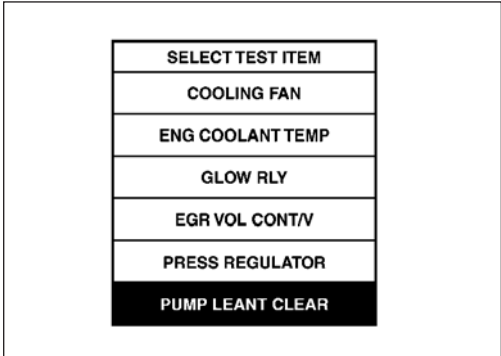 SELECT TEST ITEM
COOLING FAN
ENG COOLANT TEMP
GLOW RLY
EGR VOL CONT/V
PRESS REGULATOR
PUMP LEANT CLEAR